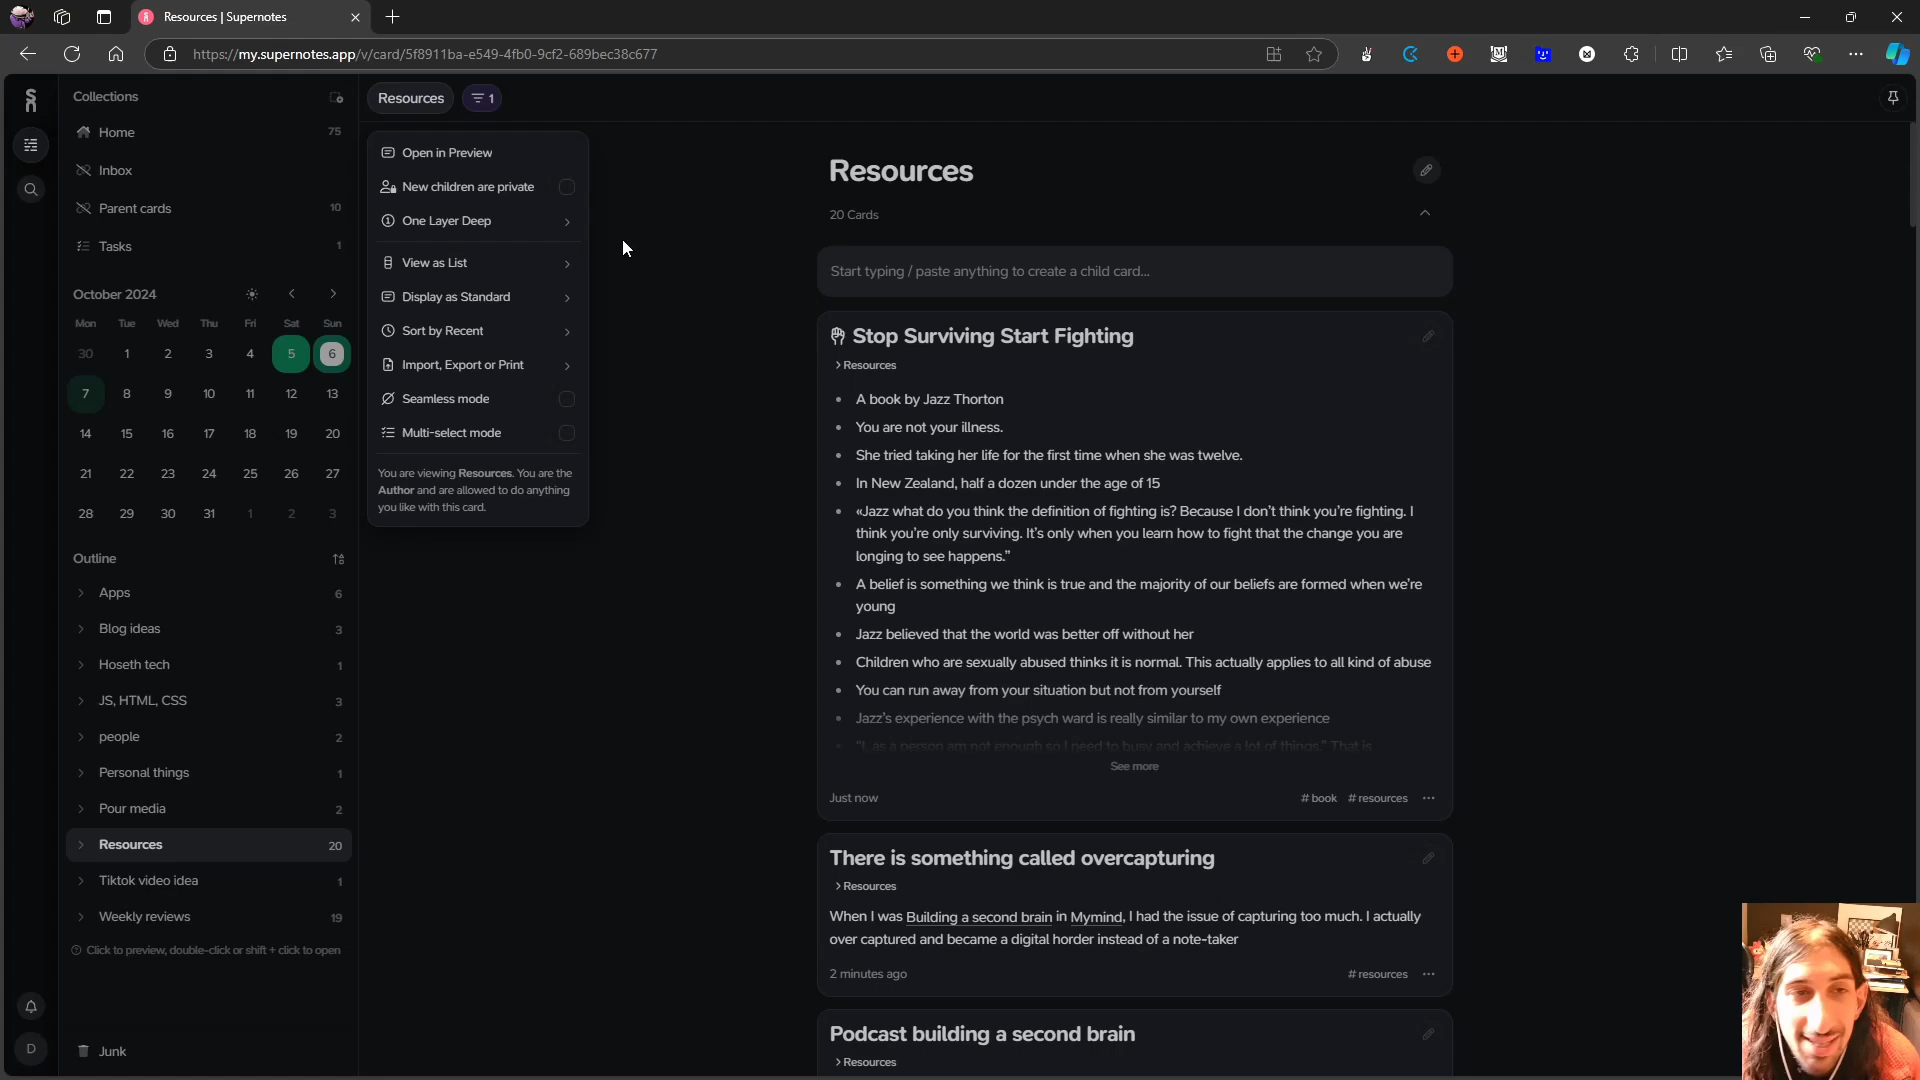 Resources | Supernotes
https://my.supernotes.app/v/card/5f8911ba-e549-4fb0-9cf2-689bec38c677
Collections
Home 75
Inbox
Parent cards 10
Tasks 1
October 2024
Mon Tue Wed Thu Fri Sat Sun
30 1 2 3 4 5 6
7 8 9 10 11 12 13
14 15 16 17 18 19 20
21 22 23 24 25 26 27
28 29 30 31 1 2 3
Outline
Apps 6
Blog ideas 3
Hoseth tech 1
JS, HTML, CSS 3
people 2
Personal things 1
Pour media 2
Resources 20
Tiktok video idea 1
Weekly reviews 19
Click to preview, double-click or shift + click to open
D
Junk
Resources 1
Open in Preview
New children are private
One Layer Deep
View as List
Display as Standard
Sort by Recent
Import, Export or Print
Seamless mode
Multi-select mode
You are viewing Resources. You are the
Author and are allowed to do anything
you like with this card.
Resources
20 Cards
Start typing / paste anything to create a child card...
Stop Surviving Start Fighting
Resources
A book by Jazz Thorton
You are not your illness.
She tried taking her life for the first time when she was twelve.
In New Zealand, half a dozen under the age of 15
«Jazz what do you think the definition of fighting is? Because I don't think you're fighting. I
think you're only surviving. It's only when you learn how to fight that the change you are
longing to see happens."
A belief is something we think is true and the majority of our beliefs are formed when we're
young
Jazz believed that the world was better off without her
Children who are sexually abused thinks it is normal. This actually applies to all kind of abuse
You can run away from your situation but not from yourself
Jazz's experience with the psych ward is really similar to my own experience
"I, as a person am not enough so I need to busy and achieve a lot of things." That is
See more
Just now # book # resources
There is something called overcapturing
Resources
When I was Building a second brain in Mymind, I had the issue of capturing too much. I actually
over captured and became a digital horder instead of a note-taker
2 minutes ago # resources
Podcast building a second brain
Resources